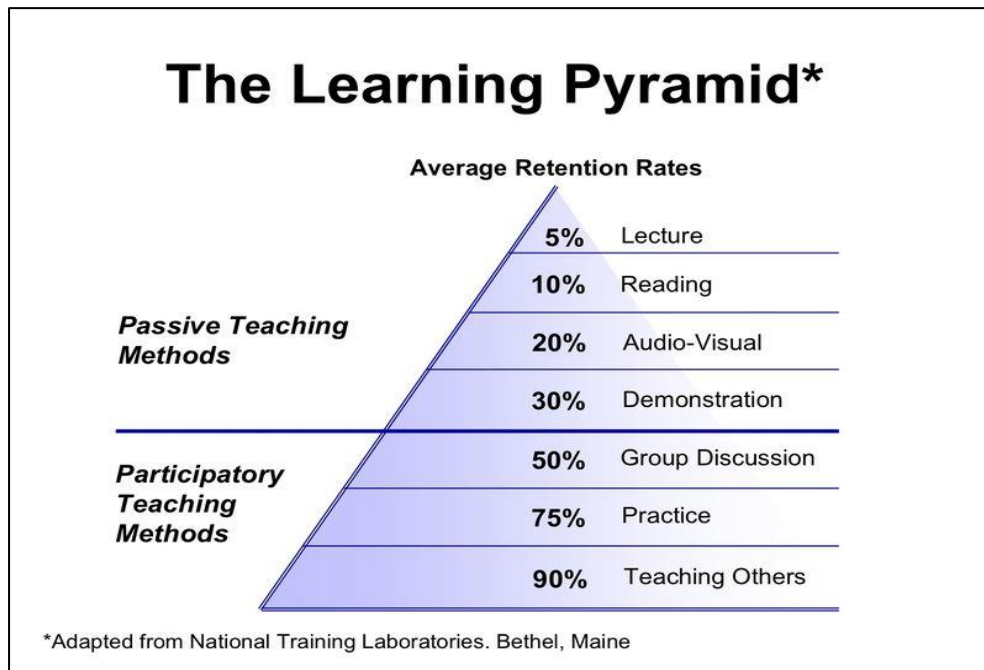 The Learning Pyramid*
Average Retention Rates
5% Lecture
10% Reading
Passive Teaching
Methods
20% Audio-Visual
30% Demonstration
Participatory
Teaching
Methods
50% Group Discussion
75% Practice
90% Teaching Others
*Adapted from National Training Laboratories. Bethel, Maine